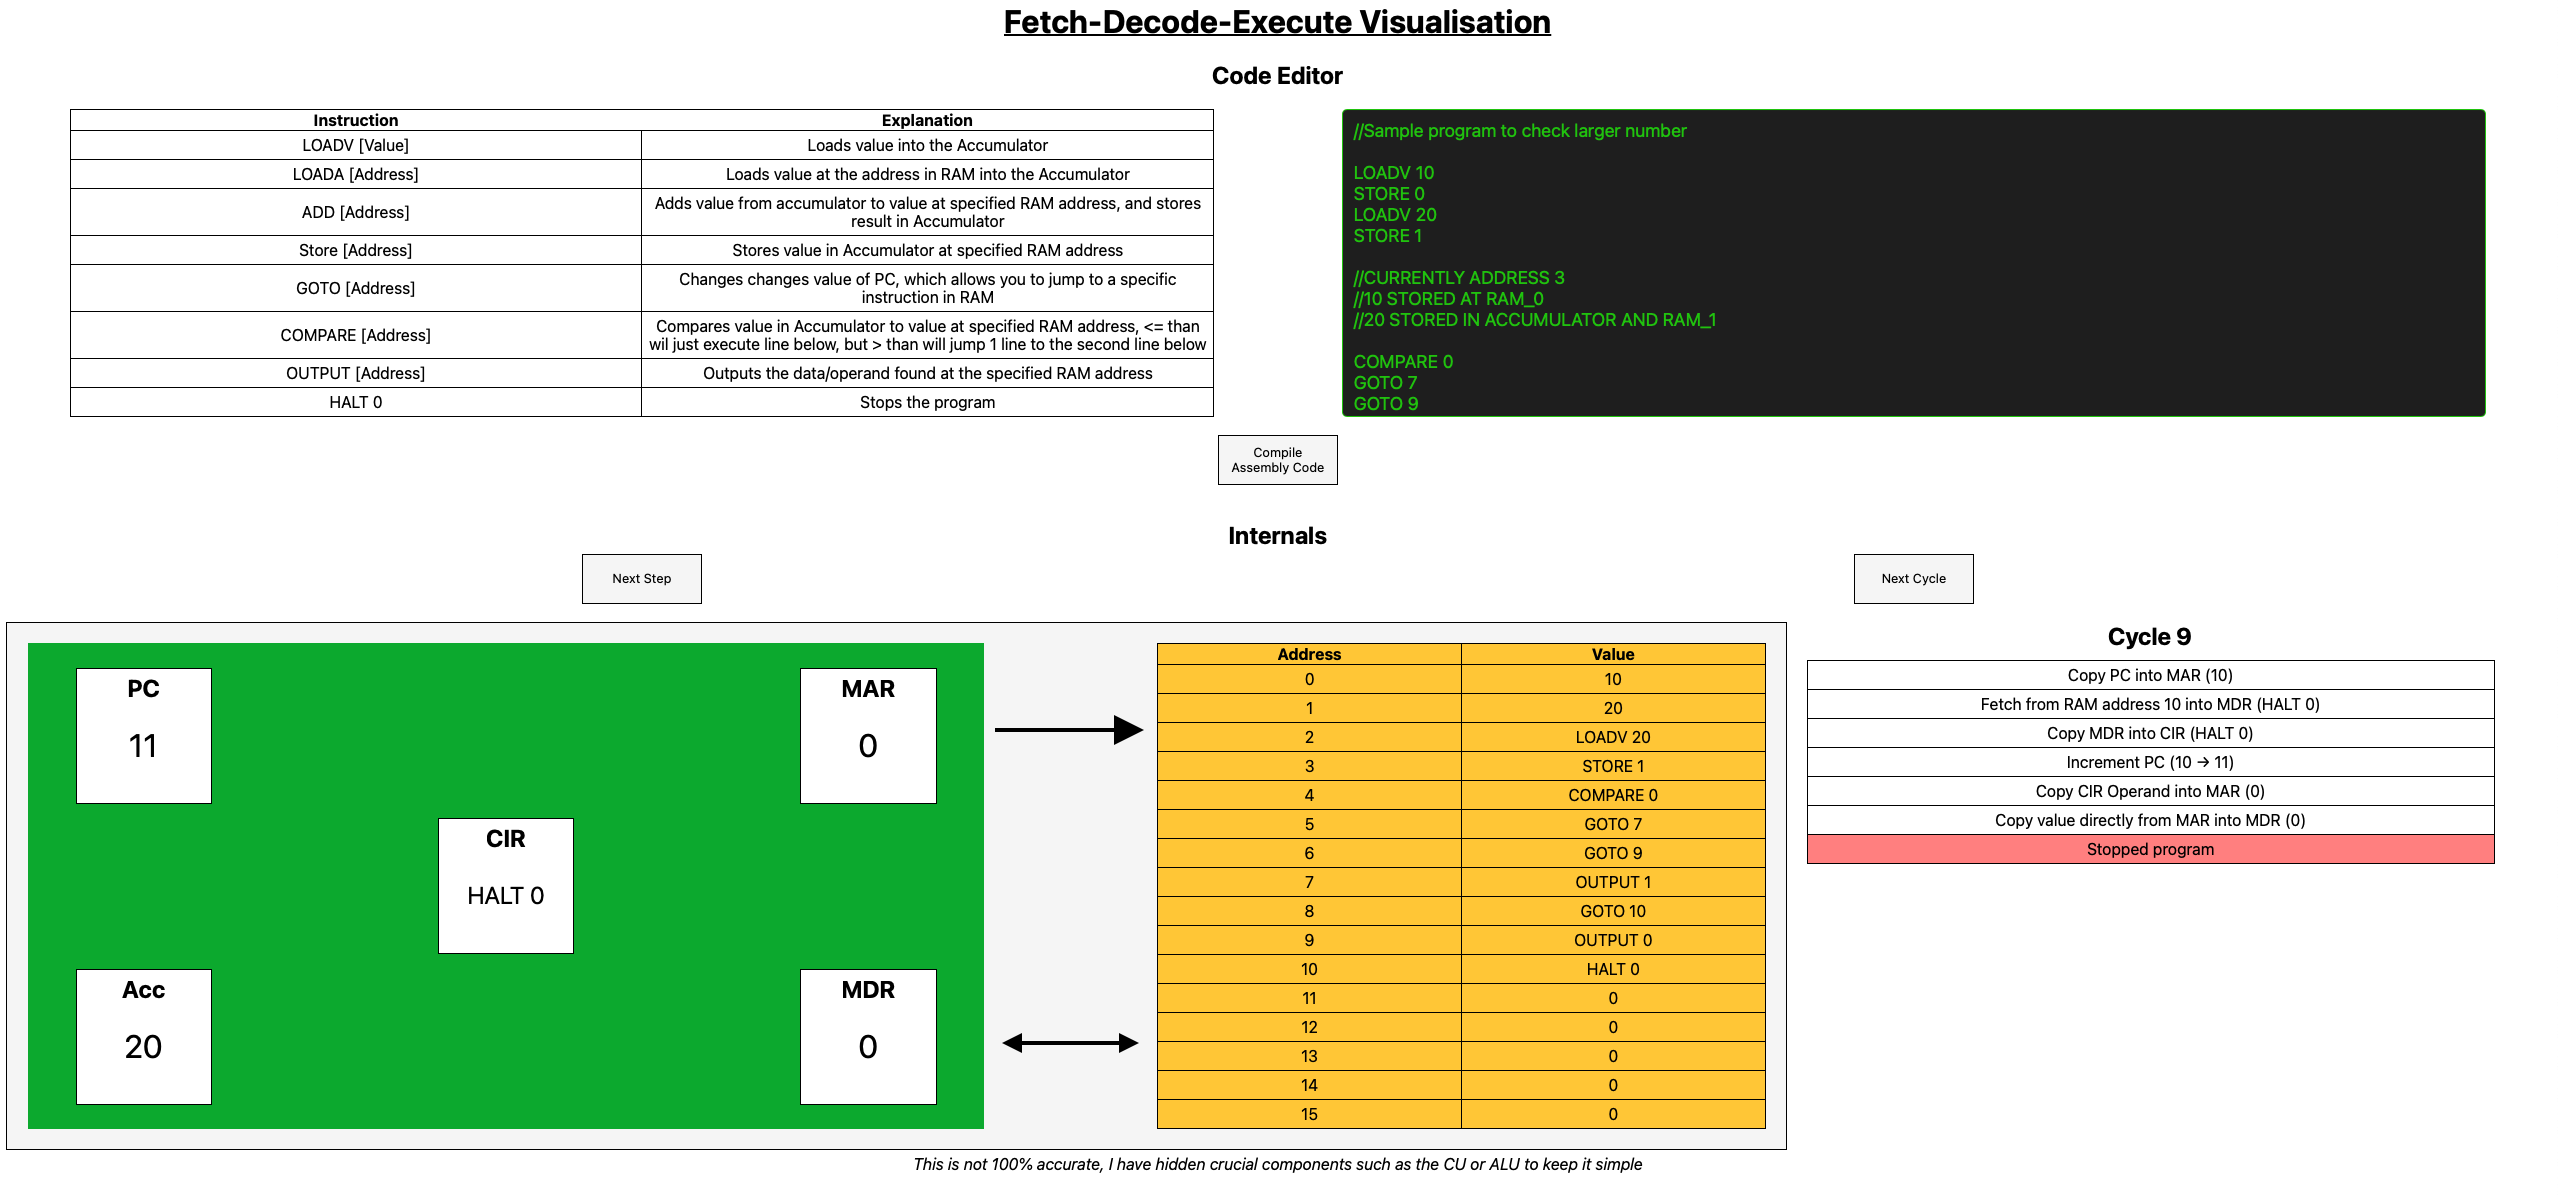 Fetch-Decode-Execute Visualisation
Code Editor
Instruction Explanation
LOADV [Value] Loads value into the Accumulator
LOADA [Address] Loads value at the address in RAM into the Accumulator
ADD [Address] Adds value from accumulator to value at specified RAM address, and stores
result in Accumulator
Store [Address] Stores value in Accumulator at specified RAM address
GOTO [Address] Changes changes value of PC, which allows you to jump to a specific
instruction in RAM
COMPARE [Address] Compares value in Accumulator to value at specified RAM address, <= than
wil just execute line below, but > than will jump 1 line to the second line below
OUTPUT [Address] Outputs the data/operand found at the specified RAM address
HALT 0 Stops the program
//Sample program to check larger number
LOADV 10
STORE 0
LOADV 20
STORE 1
//CURRENTLY ADDRESS 3
//10 STORED AT RAM_0
//20 STORED IN ACCUMULATOR AND RAM_1
COMPARE 0
GOTO 7
GOTO 9
Compile
Assembly Code
Internals
Next Step
Next Cycle
PC
11
MAR
0
CIR
HALT 0
Acc
20
MDR
0
Address Value
0 10
1 20
2 LOADV 20
3 STORE 1
4 COMPARE 0
5 GOTO 7
6 GOTO 9
7 OUTPUT 1
8 GOTO 10
9 OUTPUT 0
10 HALT 0
11 0
12 0
13 0
14 0
15 0
Cycle 9
Copy PC into MAR (10)
Fetch from RAM address 10 into MDR (HALT 0)
Copy MDR into CIR (HALT 0)
Increment PC (10 → 11)
Copy CIR Operand into MAR (0)
Copy value directly from MAR into MDR (0)
Stopped program
This is not 100% accurate, I have hidden crucial components such as the CU or ALU to keep it simple